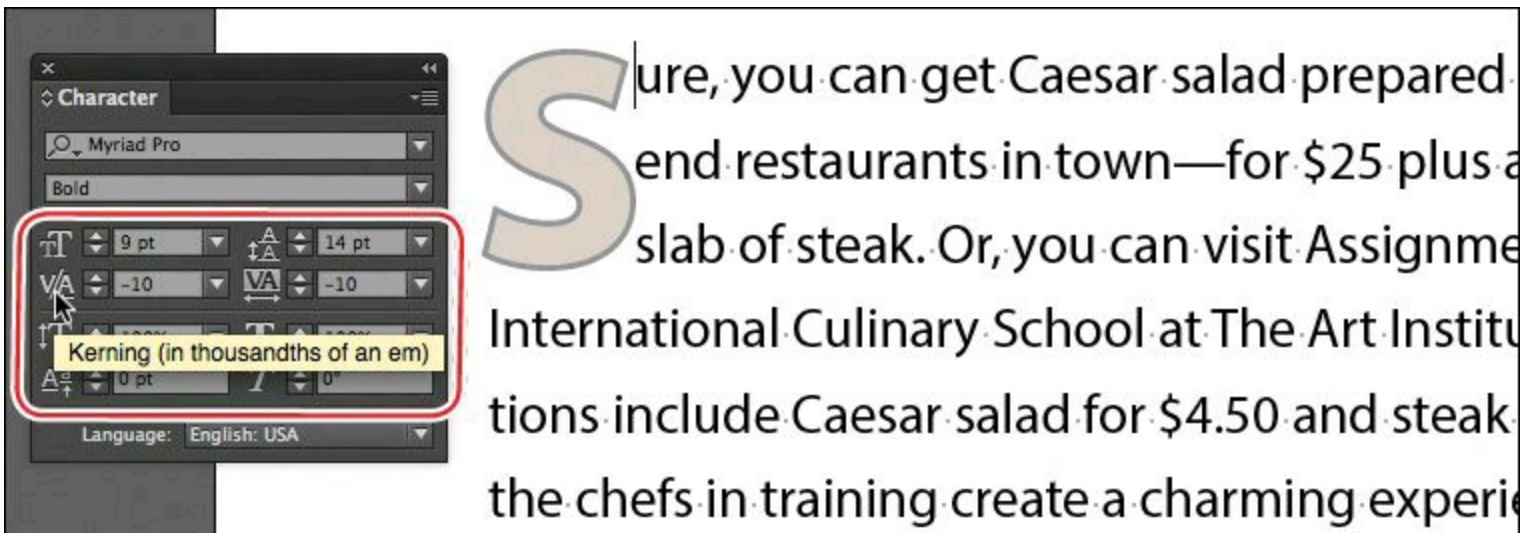 Character
Myriad Pro
Bold
9 pt
14 pt
-10
-10
Kerning (in thousandths of an em)
0 pt
0°
Language: English: USA
Sure, you can get Caesar salad prepared
end restaurants in town—for $25 plus
slab of steak. Or, you can visit Assignme
International Culinary School at The Art Institu
tions include Caesar salad for $4.50 and steak
the chefs in training create a charming experie